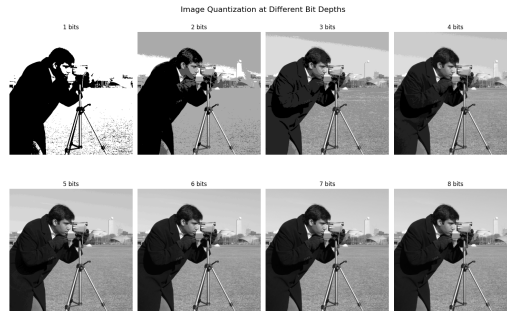 Image Quantization at Different Bit Depths
1 bits
2 bits
3 bits
4 bits
5 bits
6 bits
7 bits
8 bits